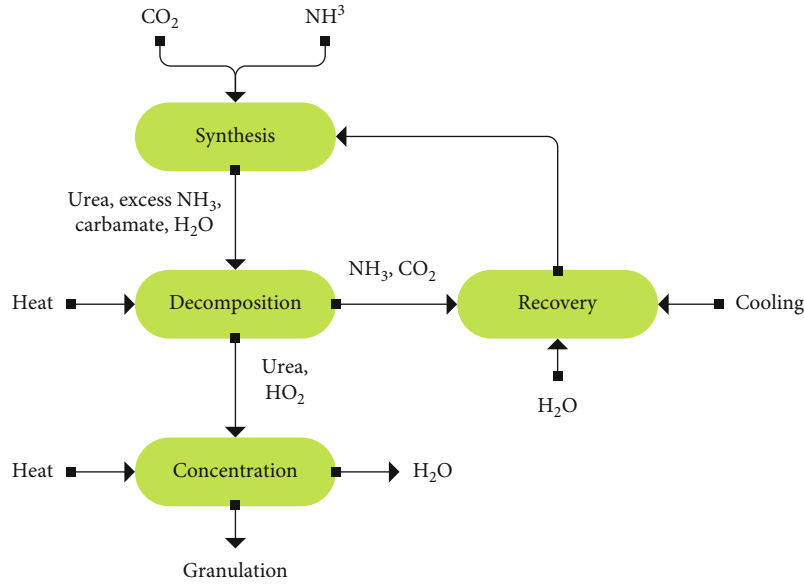 CO₂
NH³
Synthesis
Urea, excess NH₃,
carbamate, H₂O
NH₃, CO₂
Heat
Decomposition
Recovery
Cooling
Urea,
HO₂
H₂O
Heat
Concentration
H₂O
Granulation